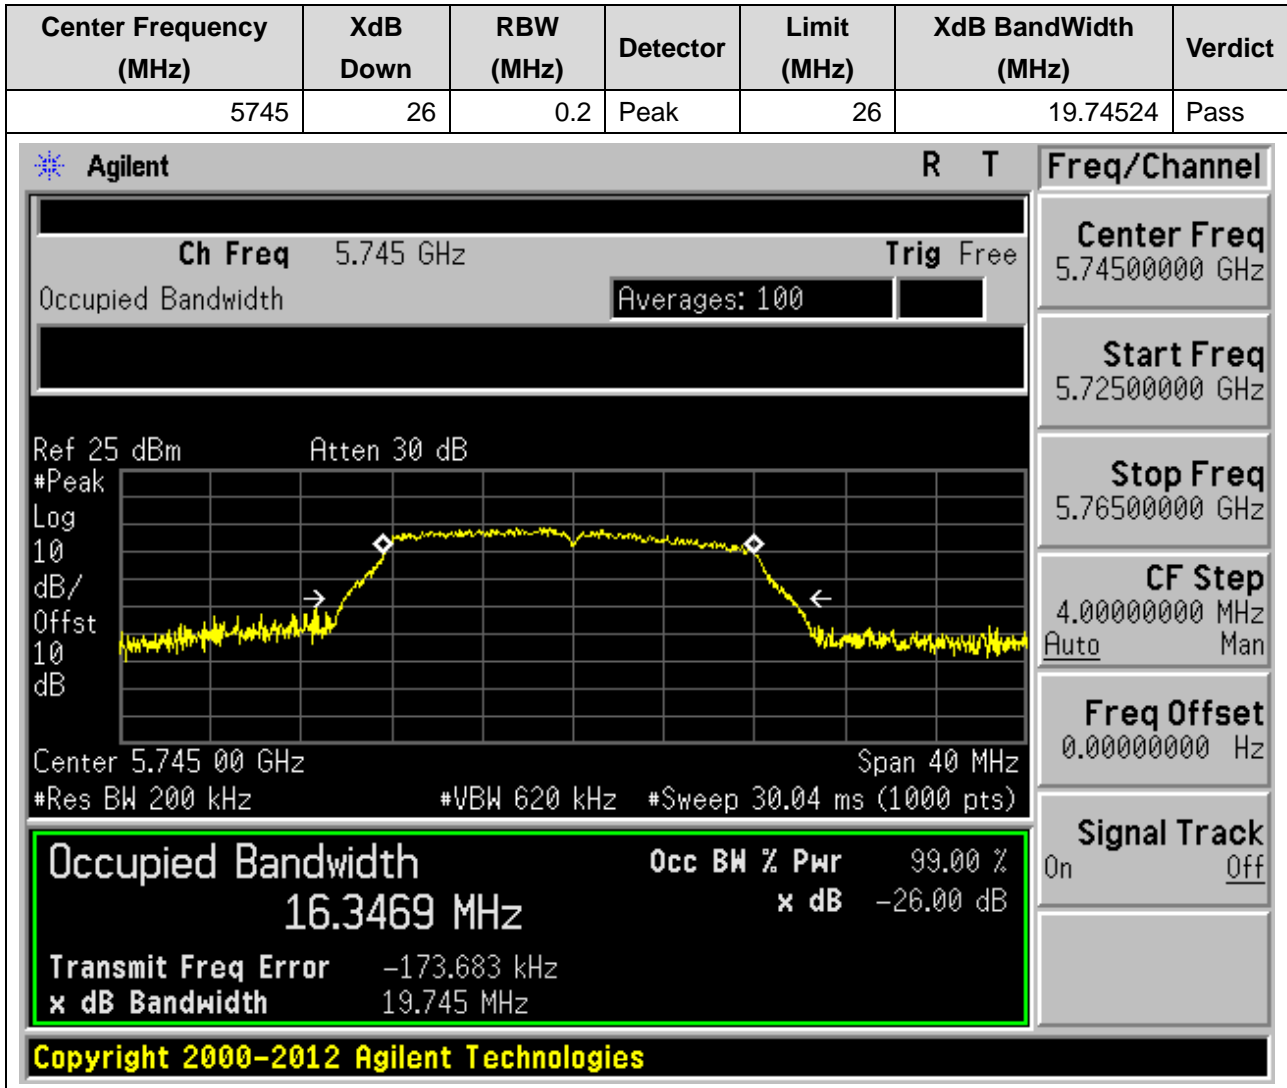 Center Frequency (MHz) XdB Down RBW (MHz) Detector Limit (MHz) XdB BandWidth (MHz) Verdict
5745 26 0.2 Peak 26 19.74524 Pass
Agilent R T Freq/Channel
Ch Freq 5.745 GHz Trig Free
Occupied Bandwidth Averages: 100
Center Freq
5.74500000 GHz
Start Freq
5.72500000 GHz
Stop Freq
5.76500000 GHz
CF Step
4.00000000 MHz
Auto Man
Freq Offset
0.00000000 Hz
Signal Track
On Off
Ref 25 dBm Atten 30 dB
#Peak
Log
10
dB/
Offst
10
dB
Center 5.745 00 GHz Span 40 MHz
#Res BW 200 kHz #VBW 620 kHz #Sweep 30.04 ms (1000 pts)
Occupied Bandwidth Occ BW % Pwr 99.00 %
16.3469 MHz x dB -26.00 dB
Transmit Freq Error -173.683 kHz
x dB Bandwidth 19.745 MHz
Copyright 2000-2012 Agilent Technologies